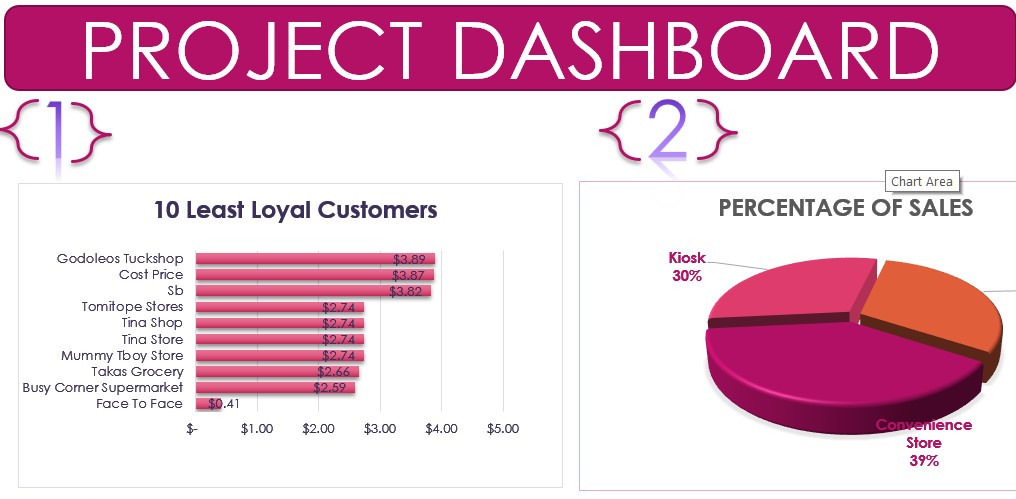 PROJECT DASHBOARD
1
2
Chart Area
10 Least Loyal Customers
Godoleos Tuckshop $3.89
Cost Price $3.87
Sb $3.82
Tomitope Stores $2.74
Tina Shop $2.74
Tina Store $2.74
Mummy Tboy Store $2.74
Takas Grocery $2.66
Busy Corner Supermarket $2.59
Face To Face $0.41
$- $1.00 $2.00 $3.00 $4.00 $5.00
PERCENTAGE OF SALES
Kiosk
30%
Convenience
Store
39%